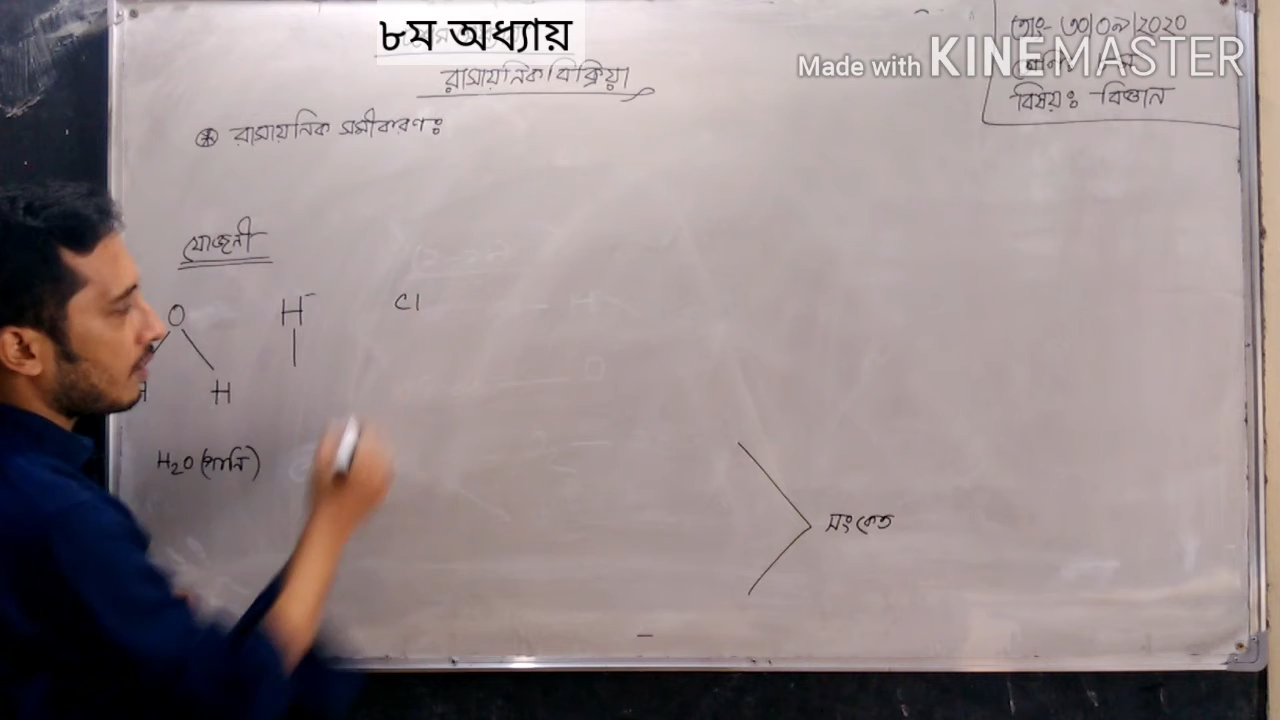 ৮ম অধ্যায়
Made with KINEMASTER
তাং- ৩০/০৯/২০২০
বিষয়ঃ বিজ্ঞান
রাসায়নিক বিক্রিয়া
রাসায়নিক সমীকরণঃ
যোজনী
O H⁻ Cl
H H
H₂O (পানি)
সংকেত